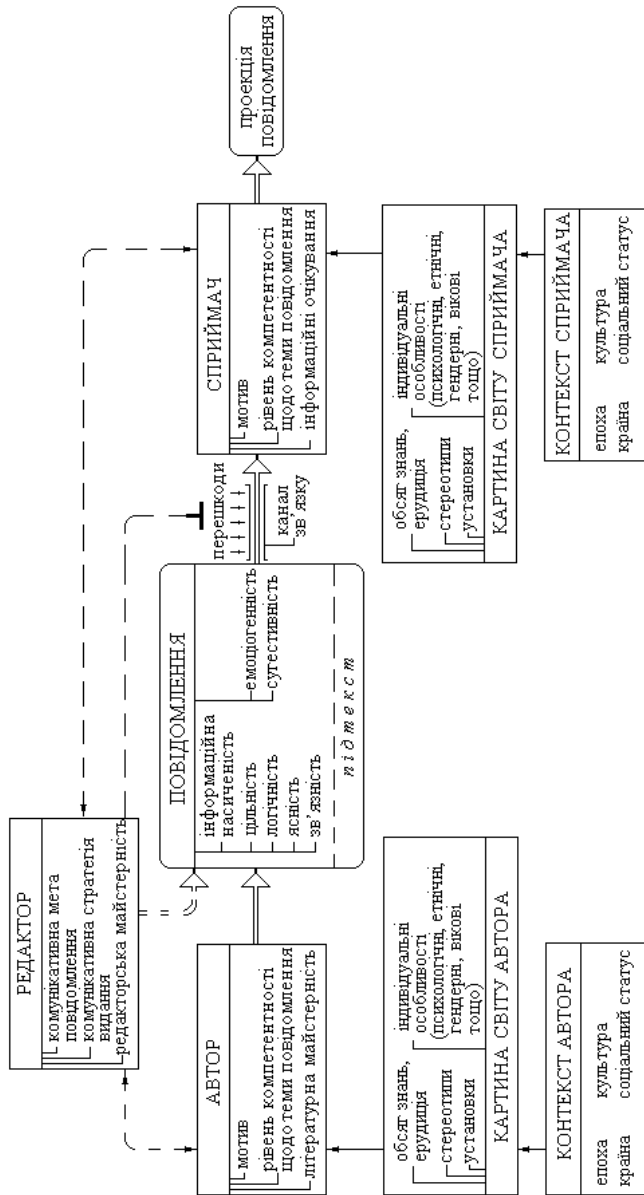 РЕДАКТОР
комунікативна мета
повідомлення
комунікативна стратегія
видання
редакторська майстерність
АВТОР
мотив
рівень компетентності
щодо теми повідомлення
літературна майстерність
ПОВІДОМЛЕННЯ
інформаційна
насиченість
цільність
логічність
ясність
зв'язність
емоціогенність
сугестивність
підтекст
перешкоди
канал
зв'язку
СПРИЙМАЧ
мотив
рівень компетентності
щодо теми повідомлення
інформаційні очікування
проекція
повідомлення
обсяг знань,
ерудиція
стереотипи
установки
індивідуальні
особливості
(психологічні, етнічні,
гендерні, вікові
тощо)
КАРТИНА СВІТУ АВТОРА
КОНТЕКСТ АВТОРА
епоха культура
країна соціальний статус
обсяг знань,
ерудиція
стереотипи
установки
індивідуальні
особливості
(психологічні, етнічні,
гендерні, вікові
тощо)
КАРТИНА СВІТУ СПРИЙМАЧА
КОНТЕКСТ СПРИЙМАЧА
епоха культура
країна соціальний статус